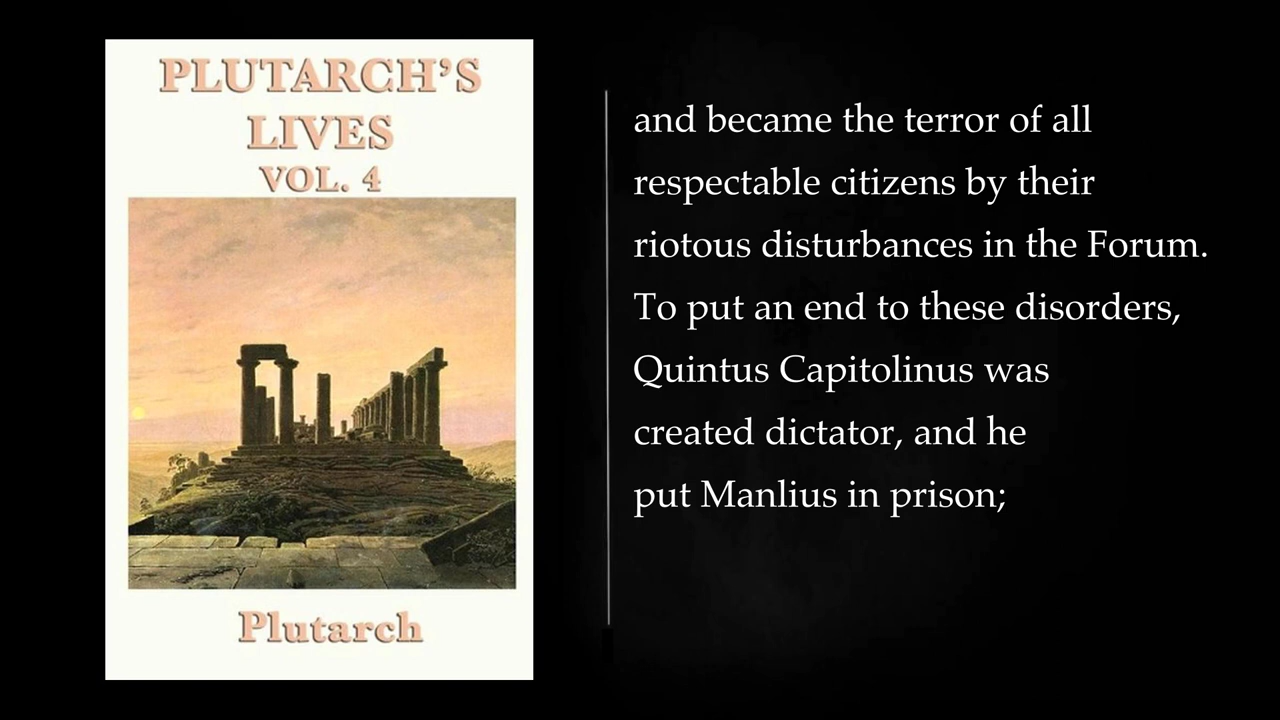 PLUTARCH'S
LIVES
VOL. 4
Plutarch
and became the terror of all
respectable citizens by their
riotous disturbances in the Forum.
To put an end to these disorders,
Quintus Capitolinus was
created dictator, and he
put Manlius in prison;